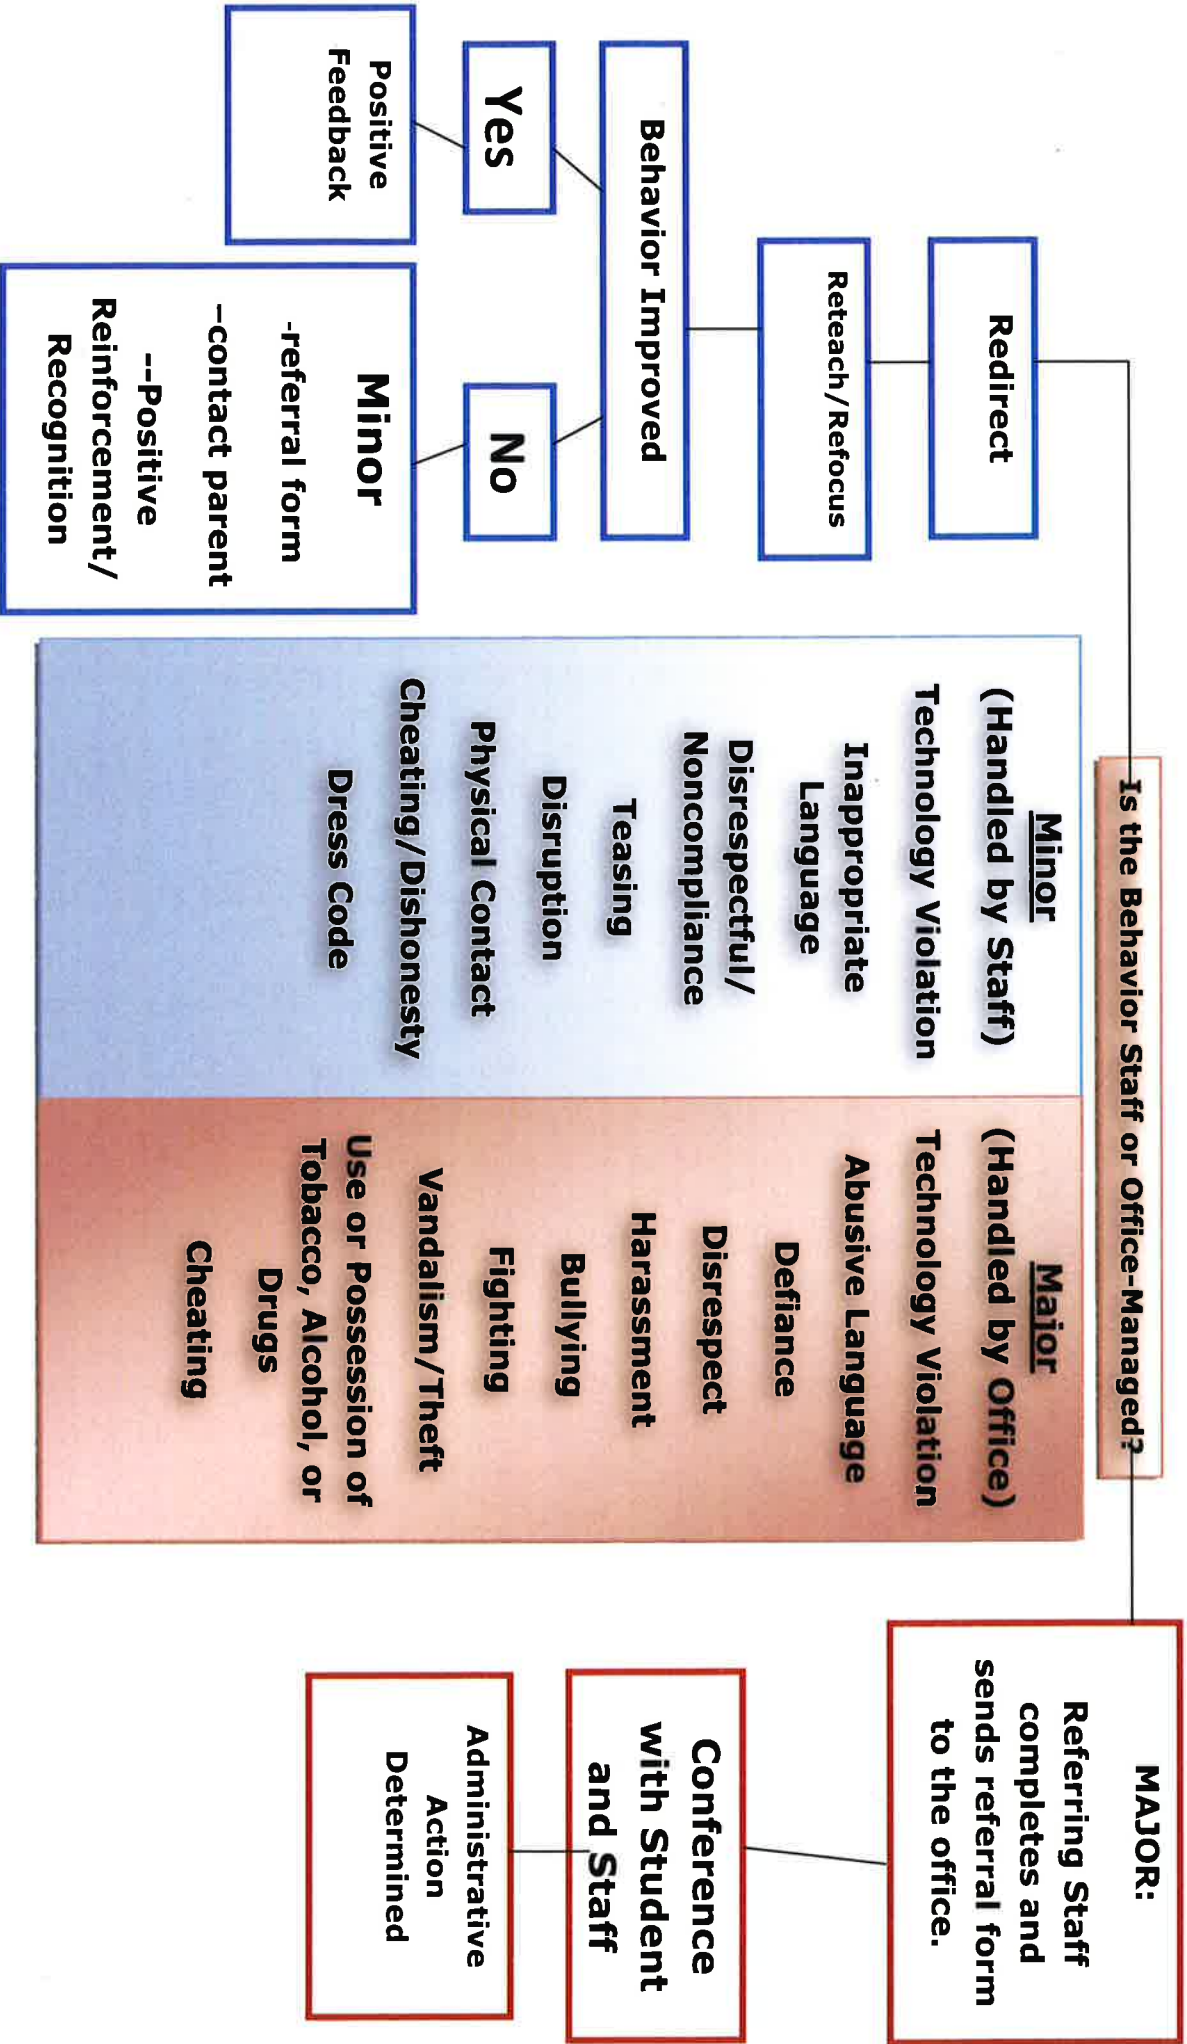 Is the Behavior Staff or Office-Managed?
Redirect
Reteach/Refocus
Behavior Improved
Yes
No
Positive
Feedback
Minor
-referral form
--contact parent
--Positive
Reinforcement/
Recognition
Minor
(Handled by Staff)
Technology Violation
Inappropriate
Language
Disrespectful/
Noncompliance
Teasing
Disruption
Physical Contact
Cheating/Dishonesty
Dress Code
Major
(Handled by Office)
Technology Violation
Abusive Language
Defiance
Disrespect
Harassment
Bullying
Fighting
Vandalism/Theft
Use or Possession of
Tobacco, Alcohol, or
Drugs
Cheating
MAJOR:
Referring Staff
completes and
sends referral form
to the office.
Conference
with Student
and Staff
Administrative
Action
Determined